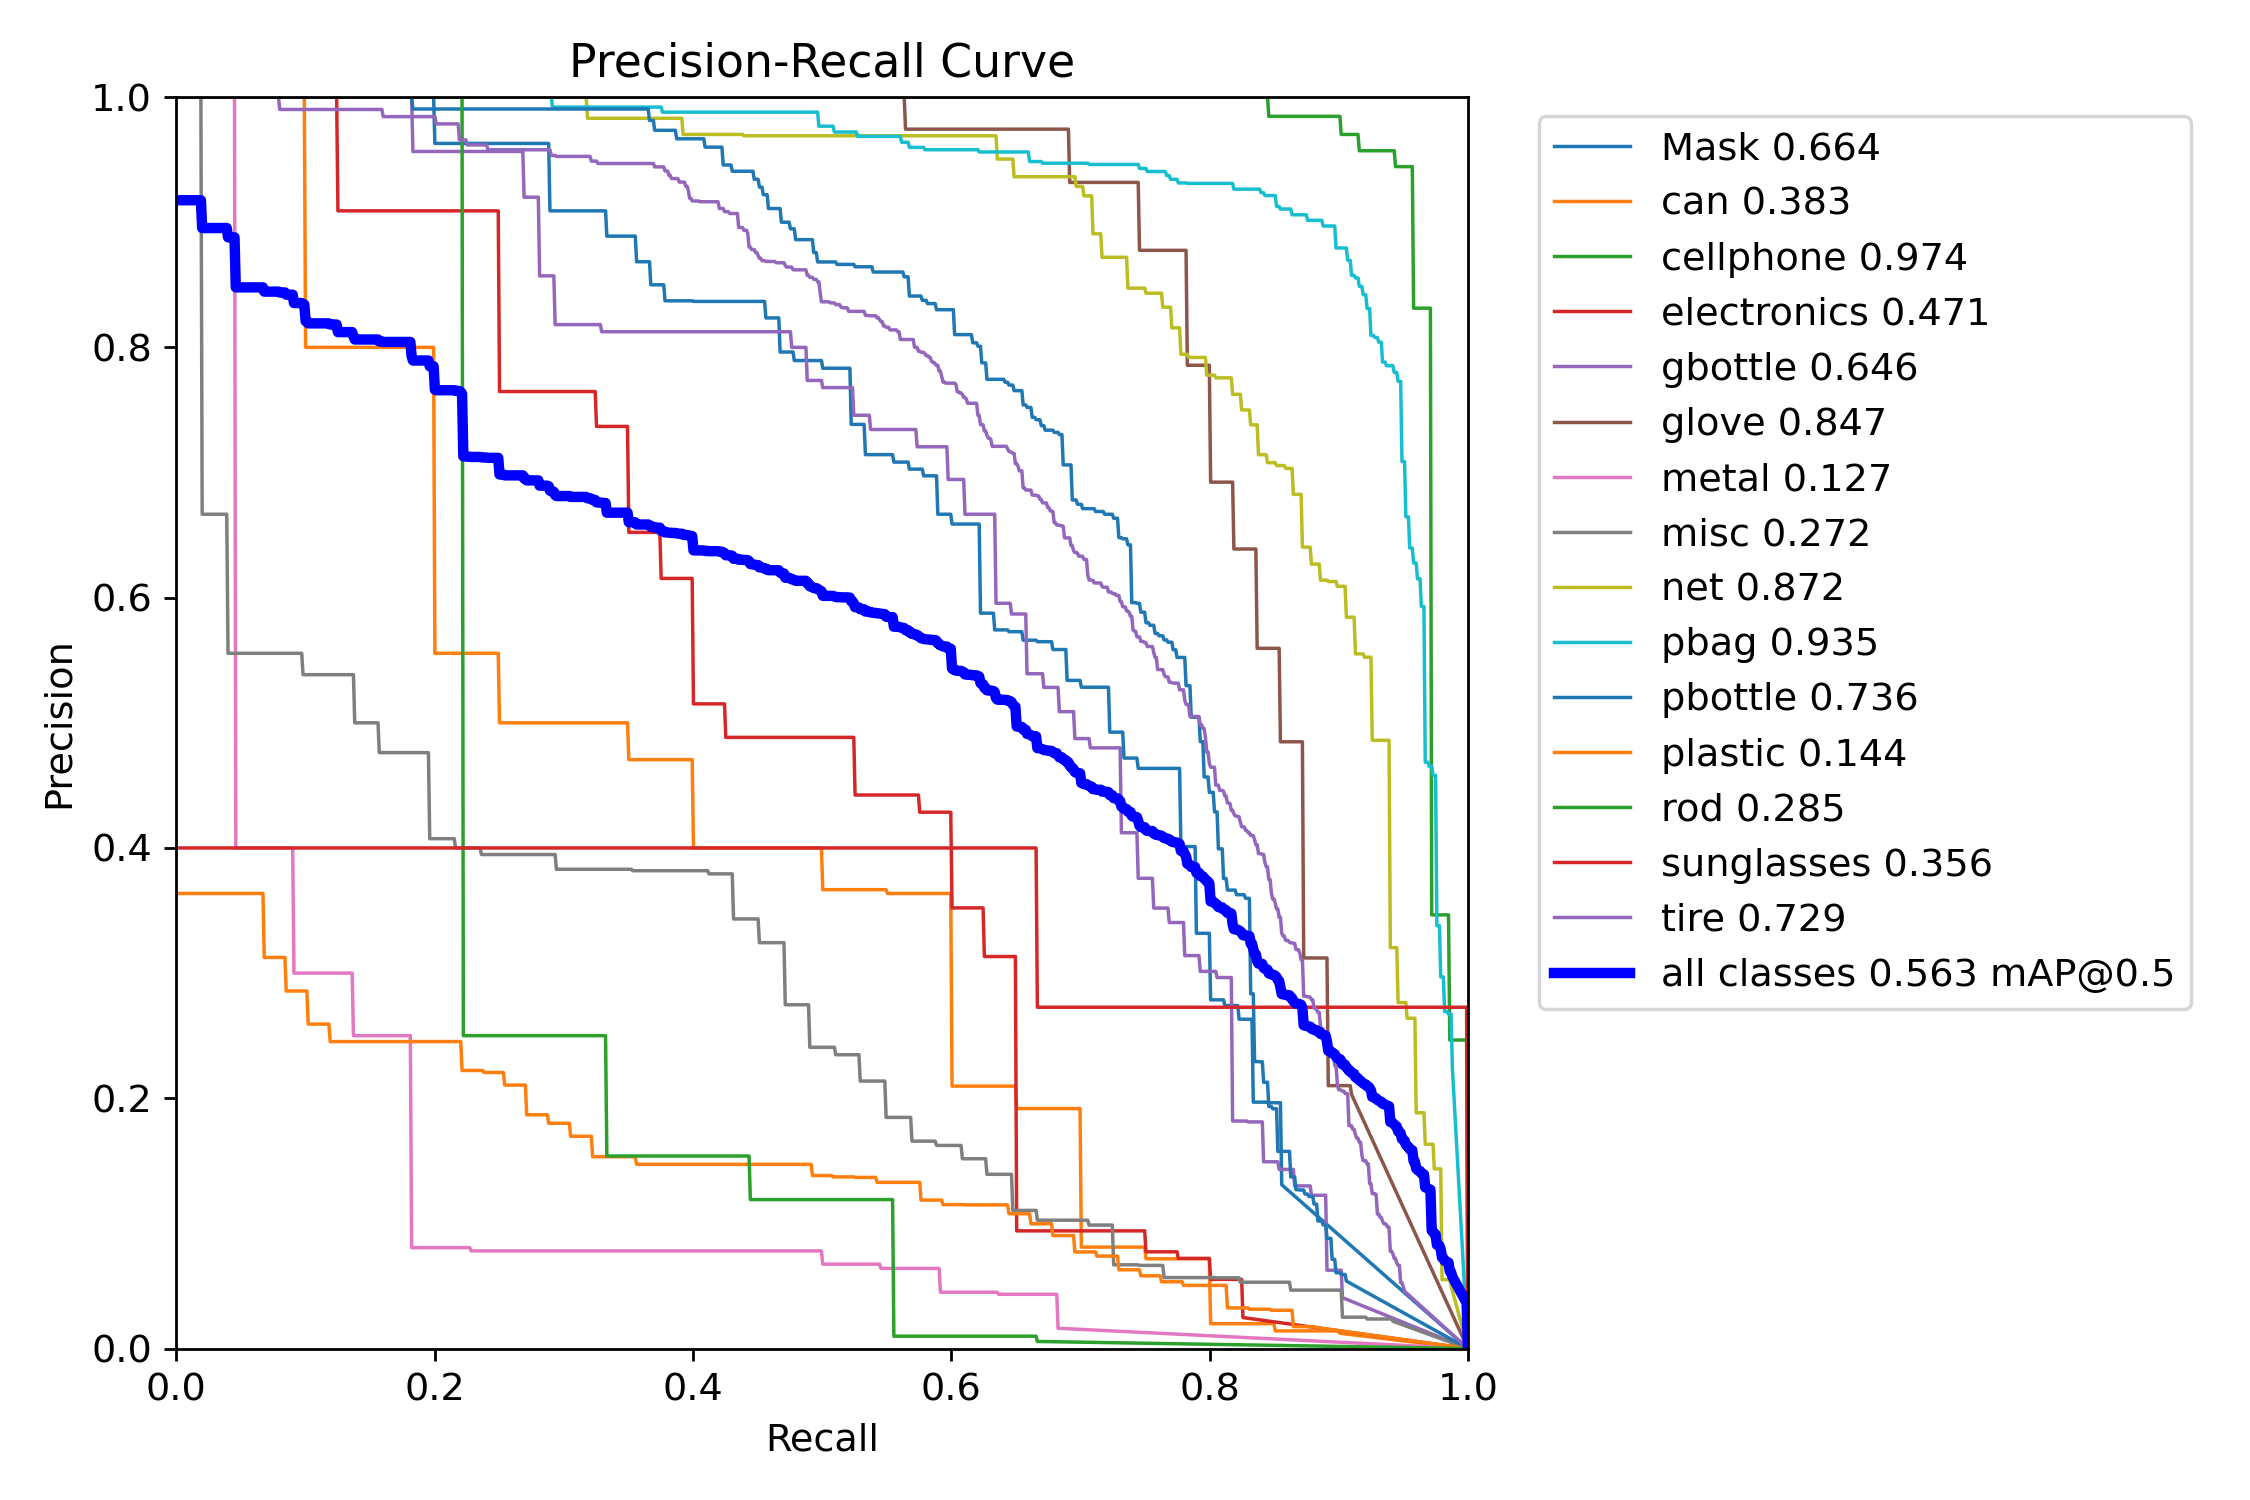 Precision-Recall Curve
1.0
0.8
0.6
0.4
0.2
0.0
Precision
0.0 0.2 0.4 0.6 0.8 1.0
Recall
Mask 0.664
can 0.383
cellphone 0.974
electronics 0.471
gbottle 0.646
glove 0.847
metal 0.127
misc 0.272
net 0.872
pbag 0.935
pbottle 0.736
plastic 0.144
rod 0.285
sunglasses 0.356
tire 0.729
all classes 0.563 mAP@0.5